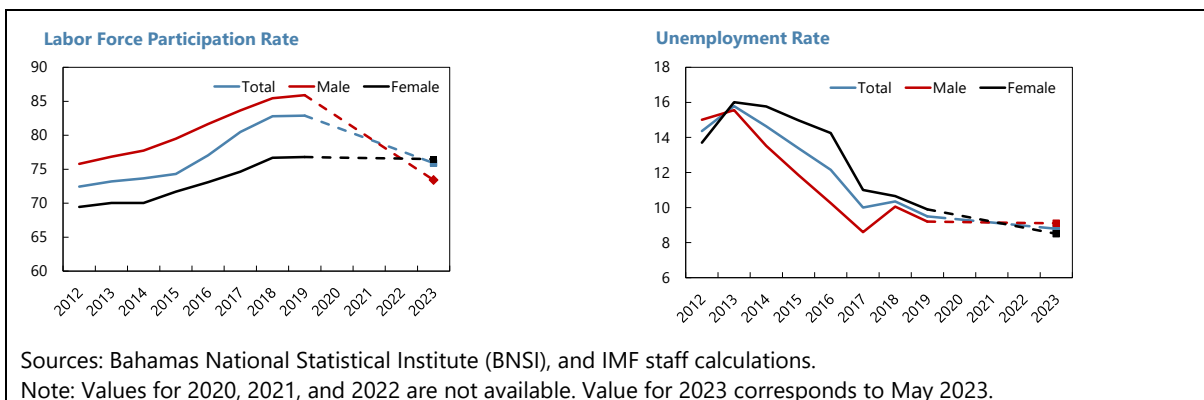 Labor Force Participation Rate
90
85
80
75
70
65
60
Total Male Female
2012 2013 2014 2015 2016 2017 2018 2019 2020 2021 2022 2023
Unemployment Rate
18
16
14
12
10
8
6
Total Male Female
2012 2013 2014 2015 2016 2017 2018 2019 2020 2021 2022 2023
Sources: Bahamas National Statistical Institute (BNSI), and IMF staff calculations.
Note: Values for 2020, 2021, and 2022 are not available. Value for 2023 corresponds to May 2023.